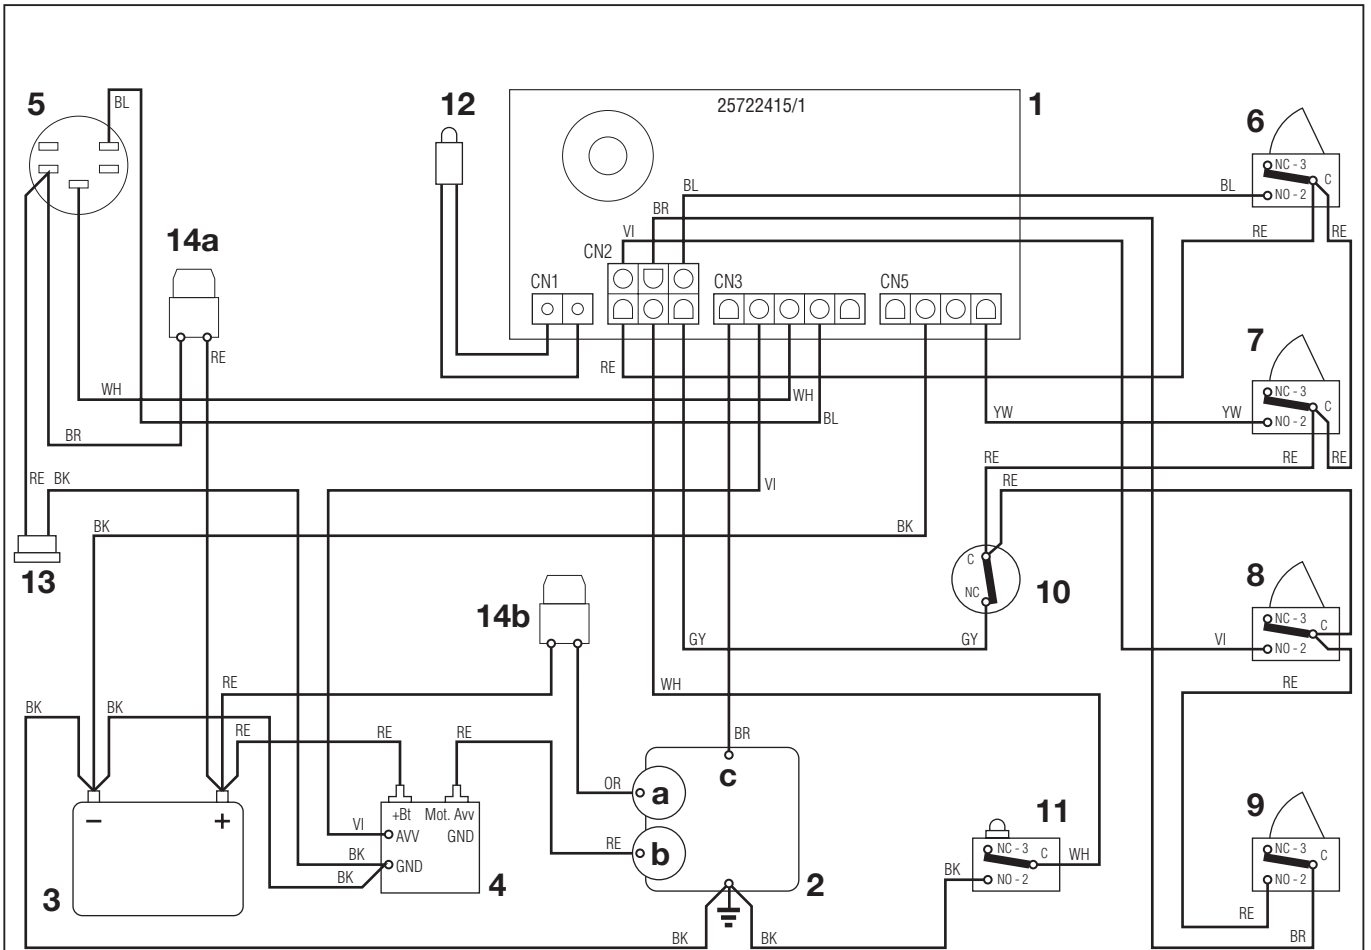 5
BL
12
25722415/1
1
6
NC - 3
C
NO - 2
BL
BL
BR
VI
RE
RE
14a
CN2
CN1
CN3
CN5
7
NC - 3
C
NO - 2
RE
RE
WH
WH
BL
YW
YW
BR
RE
RE
RE
RE
BK
VI
RE
BK
BK
13
C
NC
10
8
NC - 3
C
NO - 2
14b
GY
GY
VI
RE
WH
RE
BK
BK
RE
RE
RE
BR
c
OR
a
+Bt
Mot. Avv
–
+
VI
AVV
GND
RE
b
BK
GND
BK
3
4
2
11
NC - 3
C
WH
BK
NO - 2
9
NC - 3
C
NO - 2
RE
BK
BK
BR